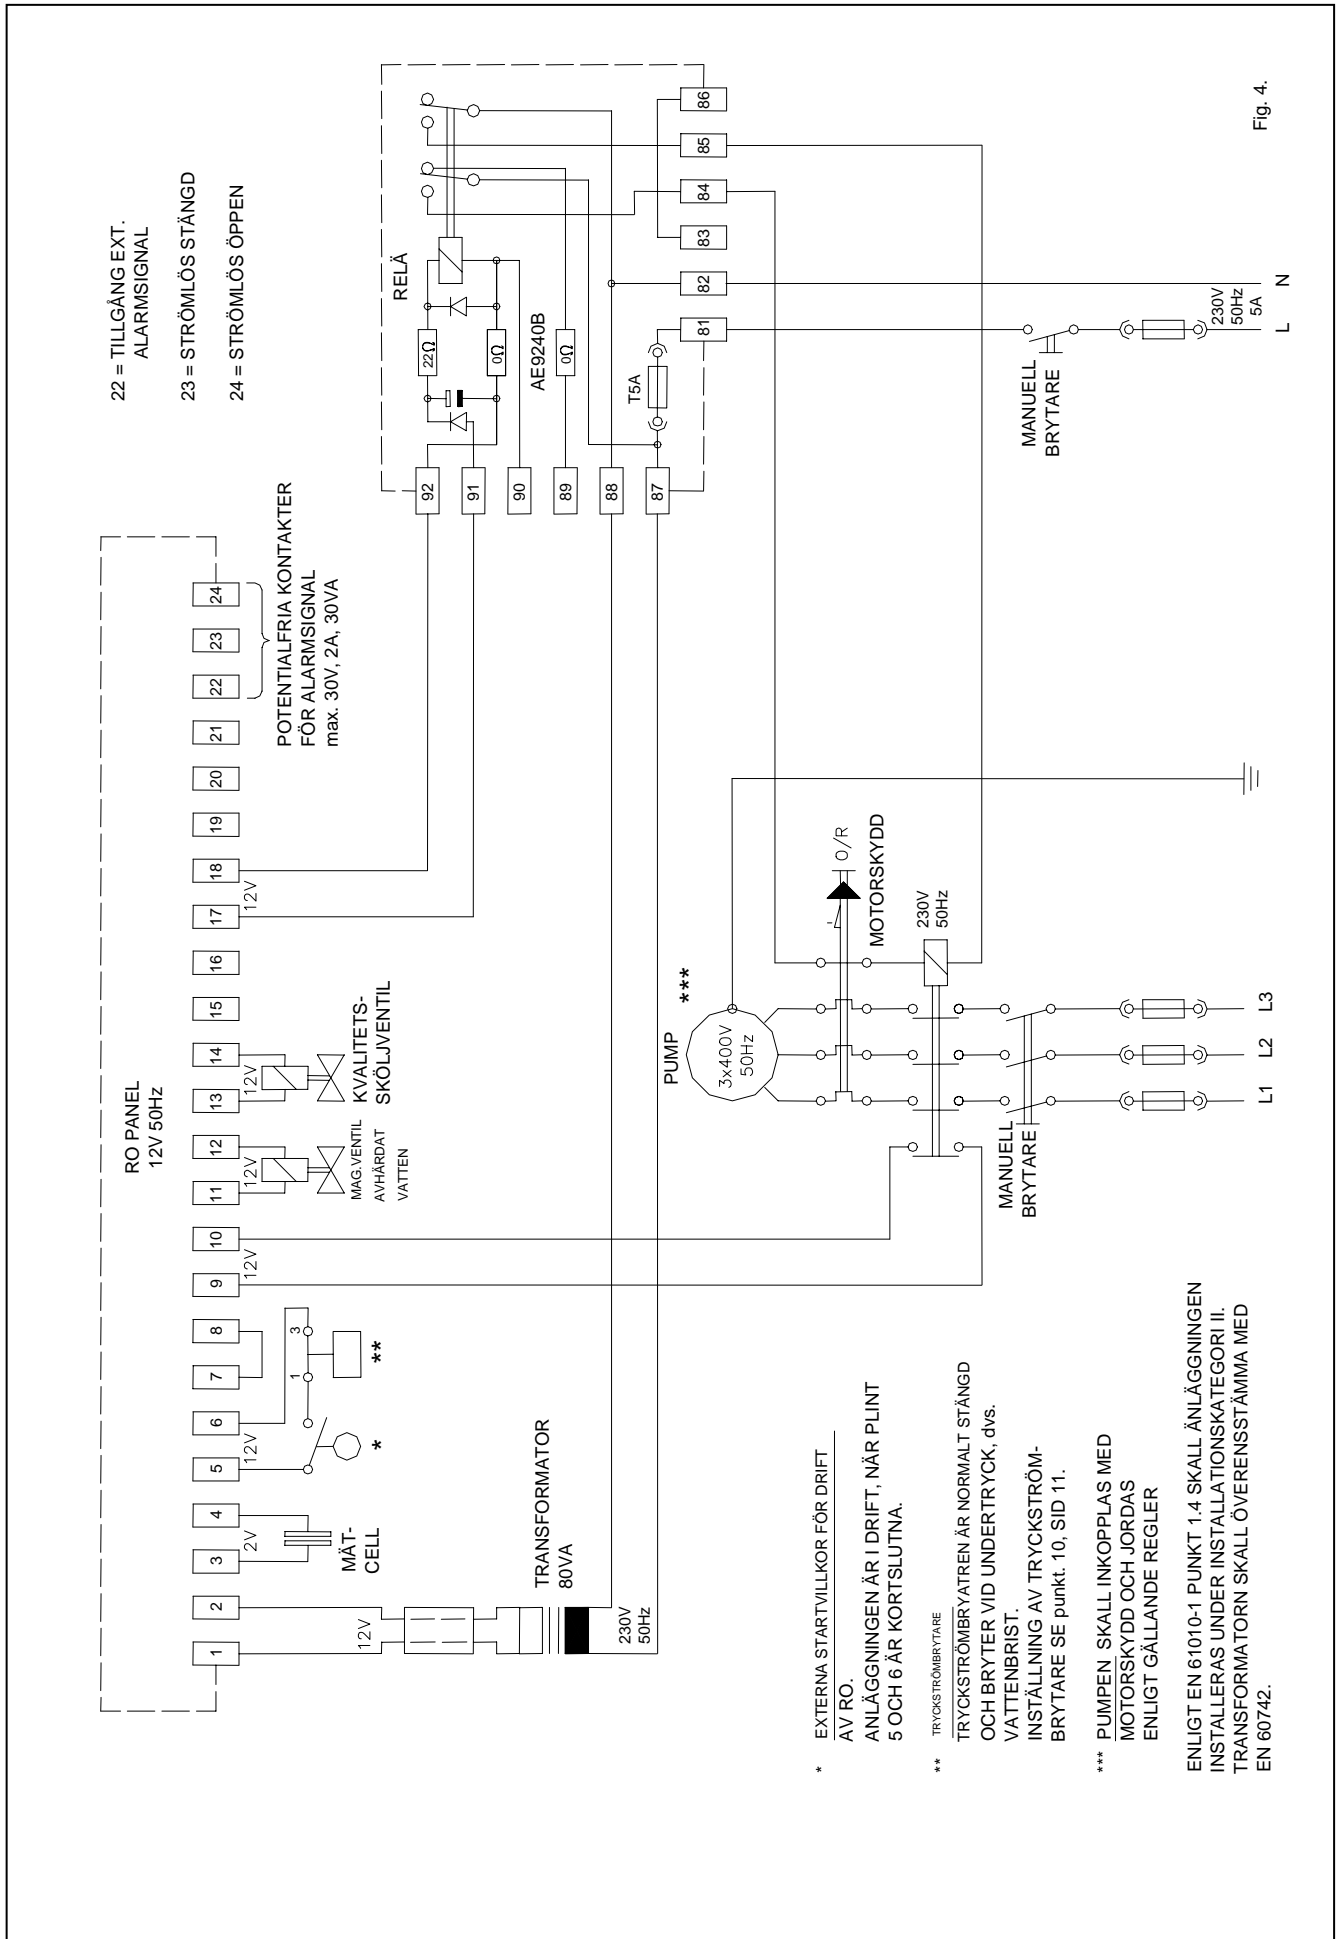 RO PANEL
12V 50Hz
1
2
3
4
5
6
7
8
9
10
11
12
13
14
15
16
17
18
19
20
21
22
23
24
2V
12V
1
3
12V
12V
12V
12V
12V
MÄT-
CELL
*
**
MAG.VENTIL
AVHÄRDAT
VATTEN
KVALITETS-
SKÖLJVENTIL
POTENTIALFRIA KONTAKTER
FÖR ALARMSIGNAL
max. 30V, 2A, 30VA
22 = TILLGÅNG EXT.
ALARMSIGNAL
23 = STRÖMLÖS STÄNGD
24 = STRÖMLÖS ÖPPEN
TRANSFORMATOR
80VA
230V
50Hz
92
91
90
89
88
87
RELÄ
22Ω
0Ω
AE9240B
0Ω
T5A
81
82
83
84
85
86
PUMP
***
3x400V
50Hz
O/R
MOTORSKYDD
230V
50Hz
MANUELL
BRYTARE
L1
L2
L3
MANUELL
BRYTARE
230V
50Hz
5A
L
N
* EXTERNA STARTVILLKOR FÖR DRIFT
AV RO.
ANLÄGGNINGEN ÄR I DRIFT, NÄR PLINT
5 OCH 6 ÄR KORTSLUTNA.
** TRYCKSTRÖMBRYTARE
TRYCKSTRÖMBRYATREN ÄR NORMALT STÄNGD
OCH BRYTER VID UNDERTRYCK, dvs.
VATTENBRIST.
INSTÄLLNING AV TRYCKSTRÖM-
BRYTARE SE punkt. 10, SID 11.
*** PUMPEN SKALL INKOPPLAS MED
MOTORSKYDD OCH JORDAS
ENLIGT GÄLLANDE REGLER
ENLIGT EN 61010-1 PUNKT 1.4 SKALL ÄNLÄGGNINGEN
INSTALLERAS UNDER INSTALLATIONSKATEGORI II.
TRANSFORMATORN SKALL ÖVERENSSTÄMMA MED
EN 60742.
Fig. 4.